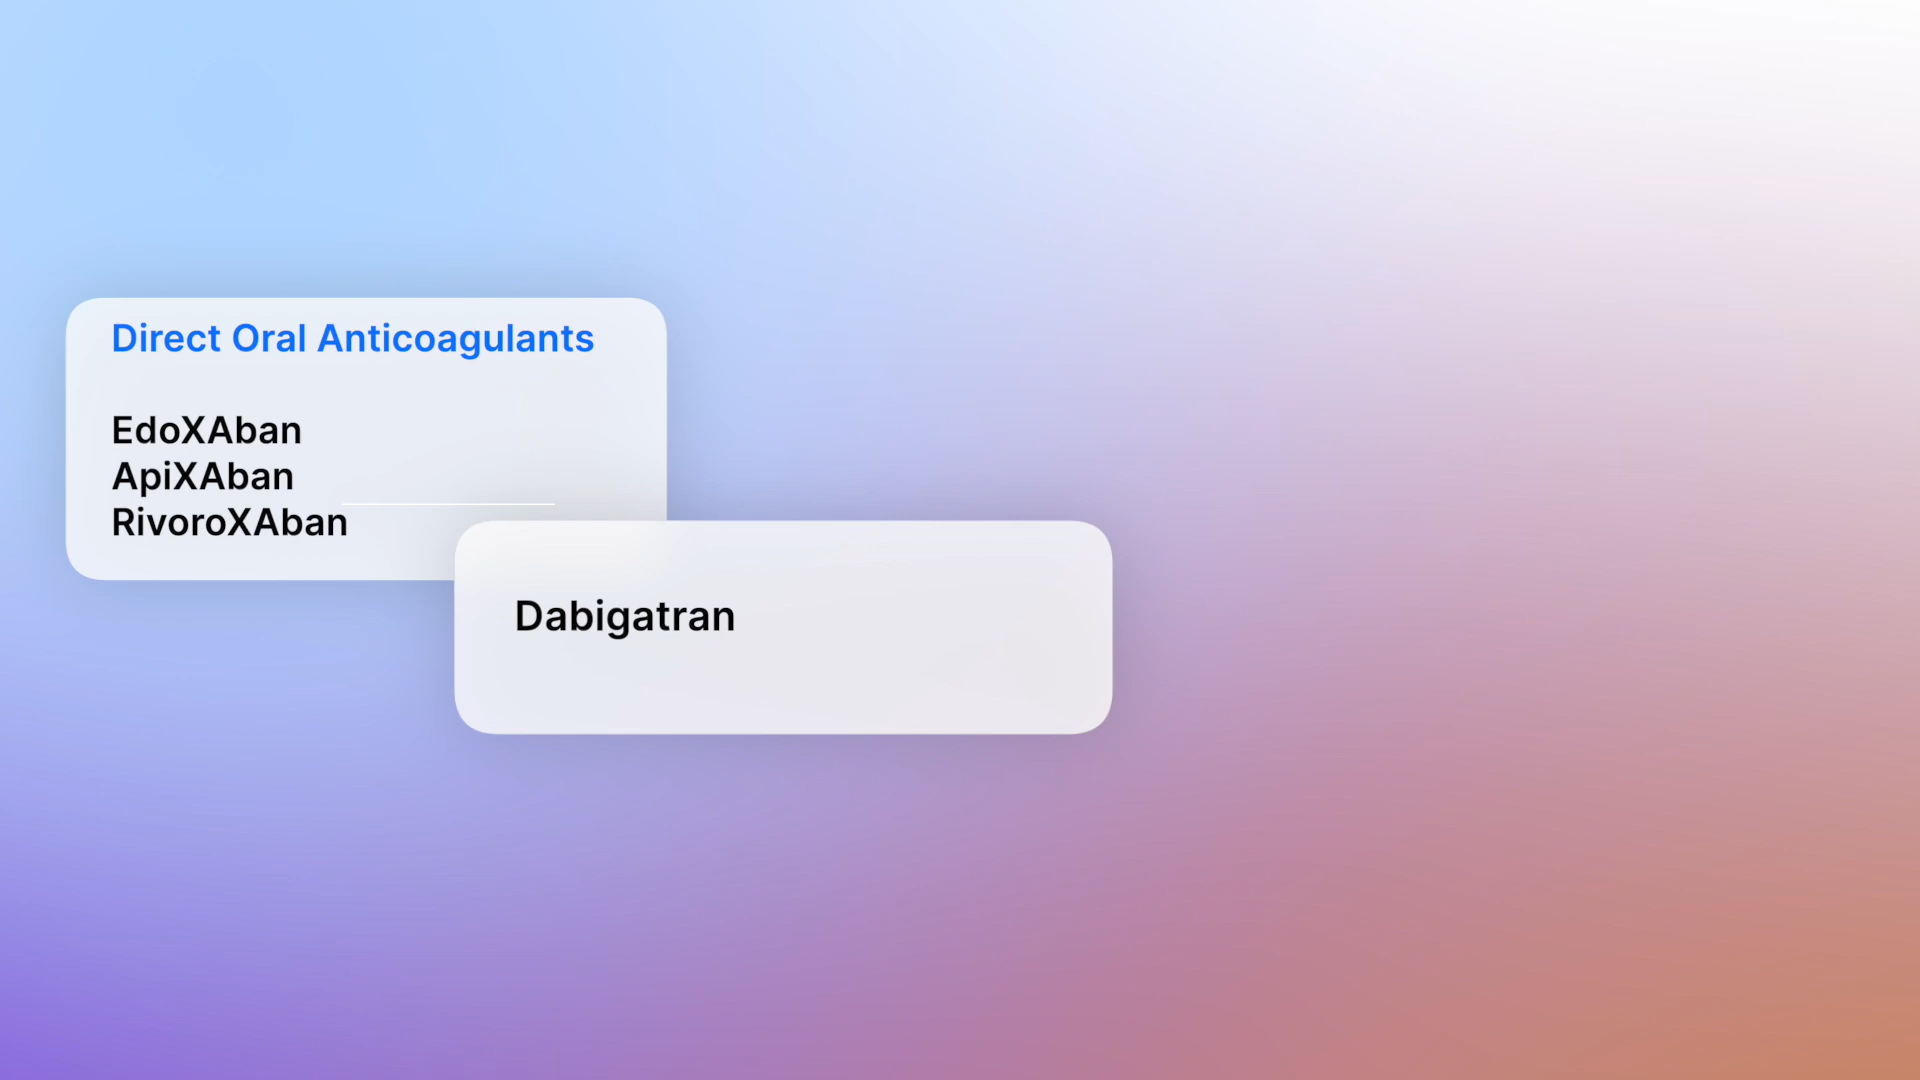 Direct Oral Anticoagulants
EdoXAban
ApiXAban
RivoroXAban
Dabigatran